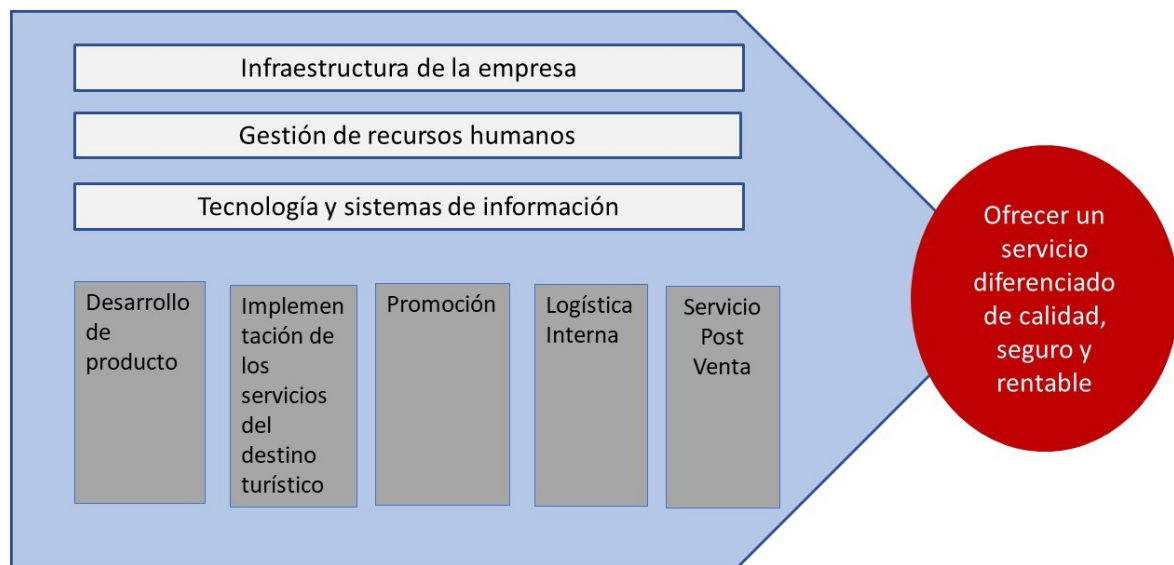 Infraestructura de la empresa
Gestión de recursos humanos
Tecnología y sistemas de información
Desarrollo
de
producto
Implemen
tación de
los
servicios
del
destino
turístico
Promoción
Logística
Interna
Servicio
Post
Venta
Ofrecer un
servicio
diferenciado
de calidad,
seguro y
rentable